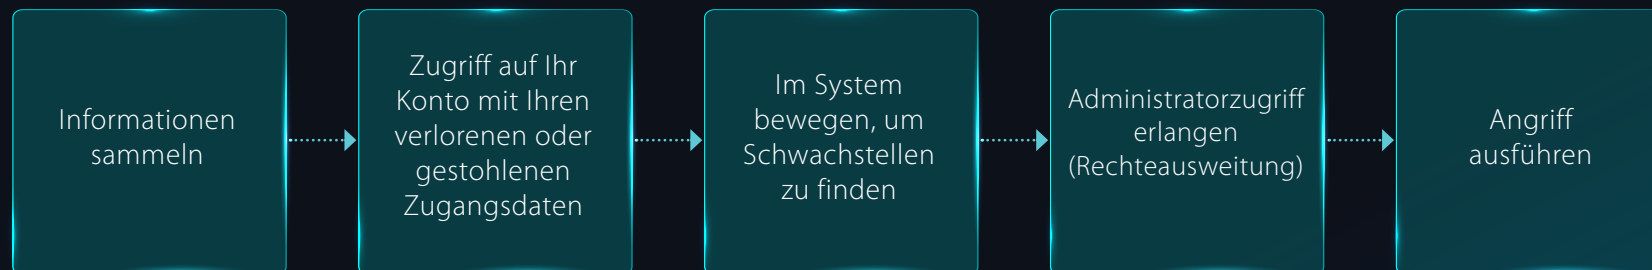 Informationen
sammeln
Zugriff auf Ihr
Konto mit Ihren
verlorenen oder
gestohlenen
Zugangsdaten
Im System
bewegen, um
Schwachstellen
zu finden
Administratorzugriff
erlangen
(Rechteausweitung)
Angriff
ausführen